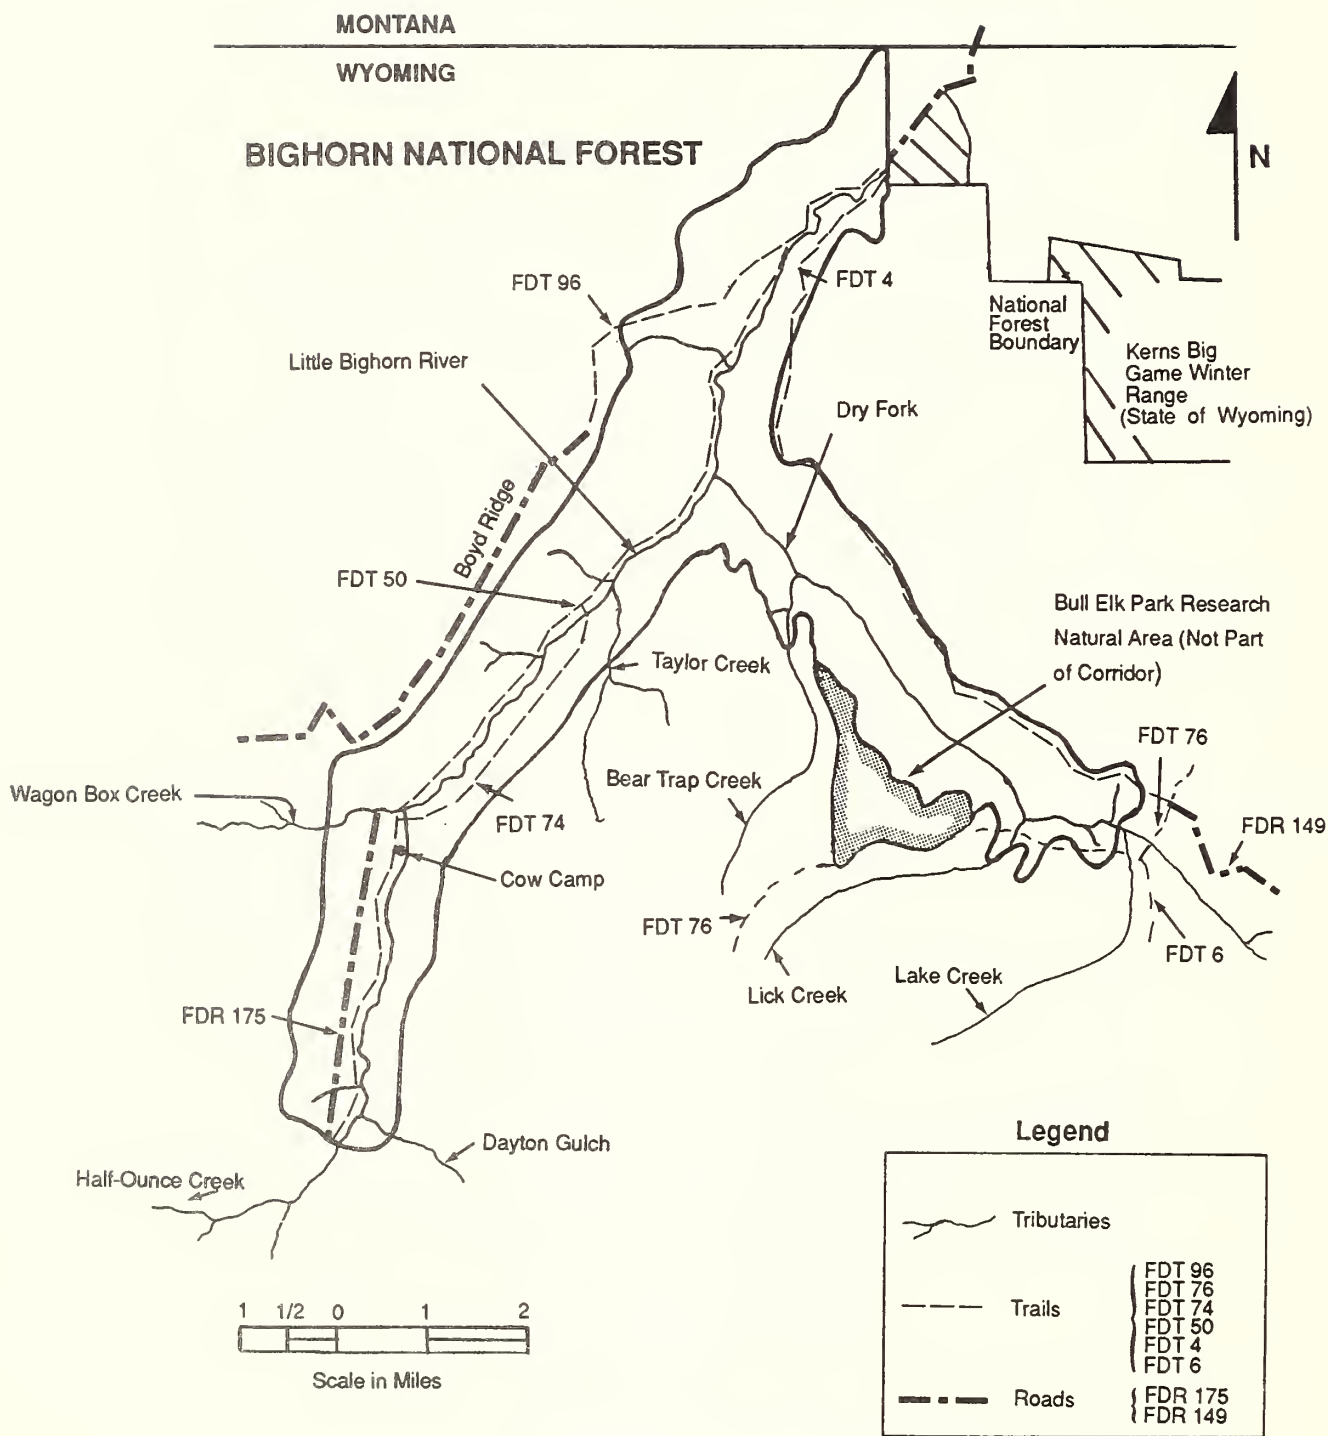 MONTANA
WYOMING
BIGHORN NATIONAL FOREST
N
FDT 96
FDT 4
National
Forest
Boundary
Kerns Big
Game Winter
Range
(State of Wyoming)
Little Bighorn River
Dry Fork
Boyd Ridge
FDT 50
Bull Elk Park Research
Natural Area (Not Part
of Corridor)
Taylor Creek
FDT 76
Bear Trap Creek
Wagon Box Creek
FDT 74
FDR 149
Cow Camp
FDT 76
FDT 6
Lake Creek
Lick Creek
FDR 175
Dayton Gulch
Half-Ounce Creek
Legend
Tributaries
Trails
FDT 96
FDT 76
FDT 74
FDT 50
FDT 4
FDT 6
Roads
FDR 175
FDR 149
1 1/2 0 1 2
Scale in Miles